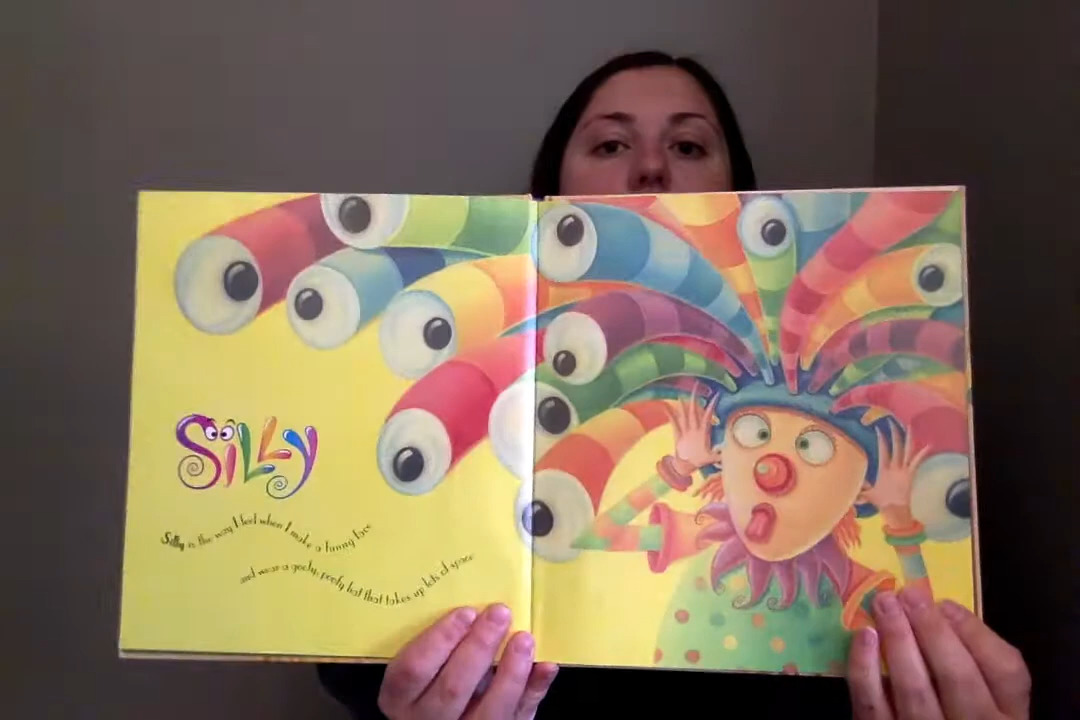 SiLLy
Silly is the way I feel when I make a funny face
and wear a goofy, poofy hat that takes up lots of space